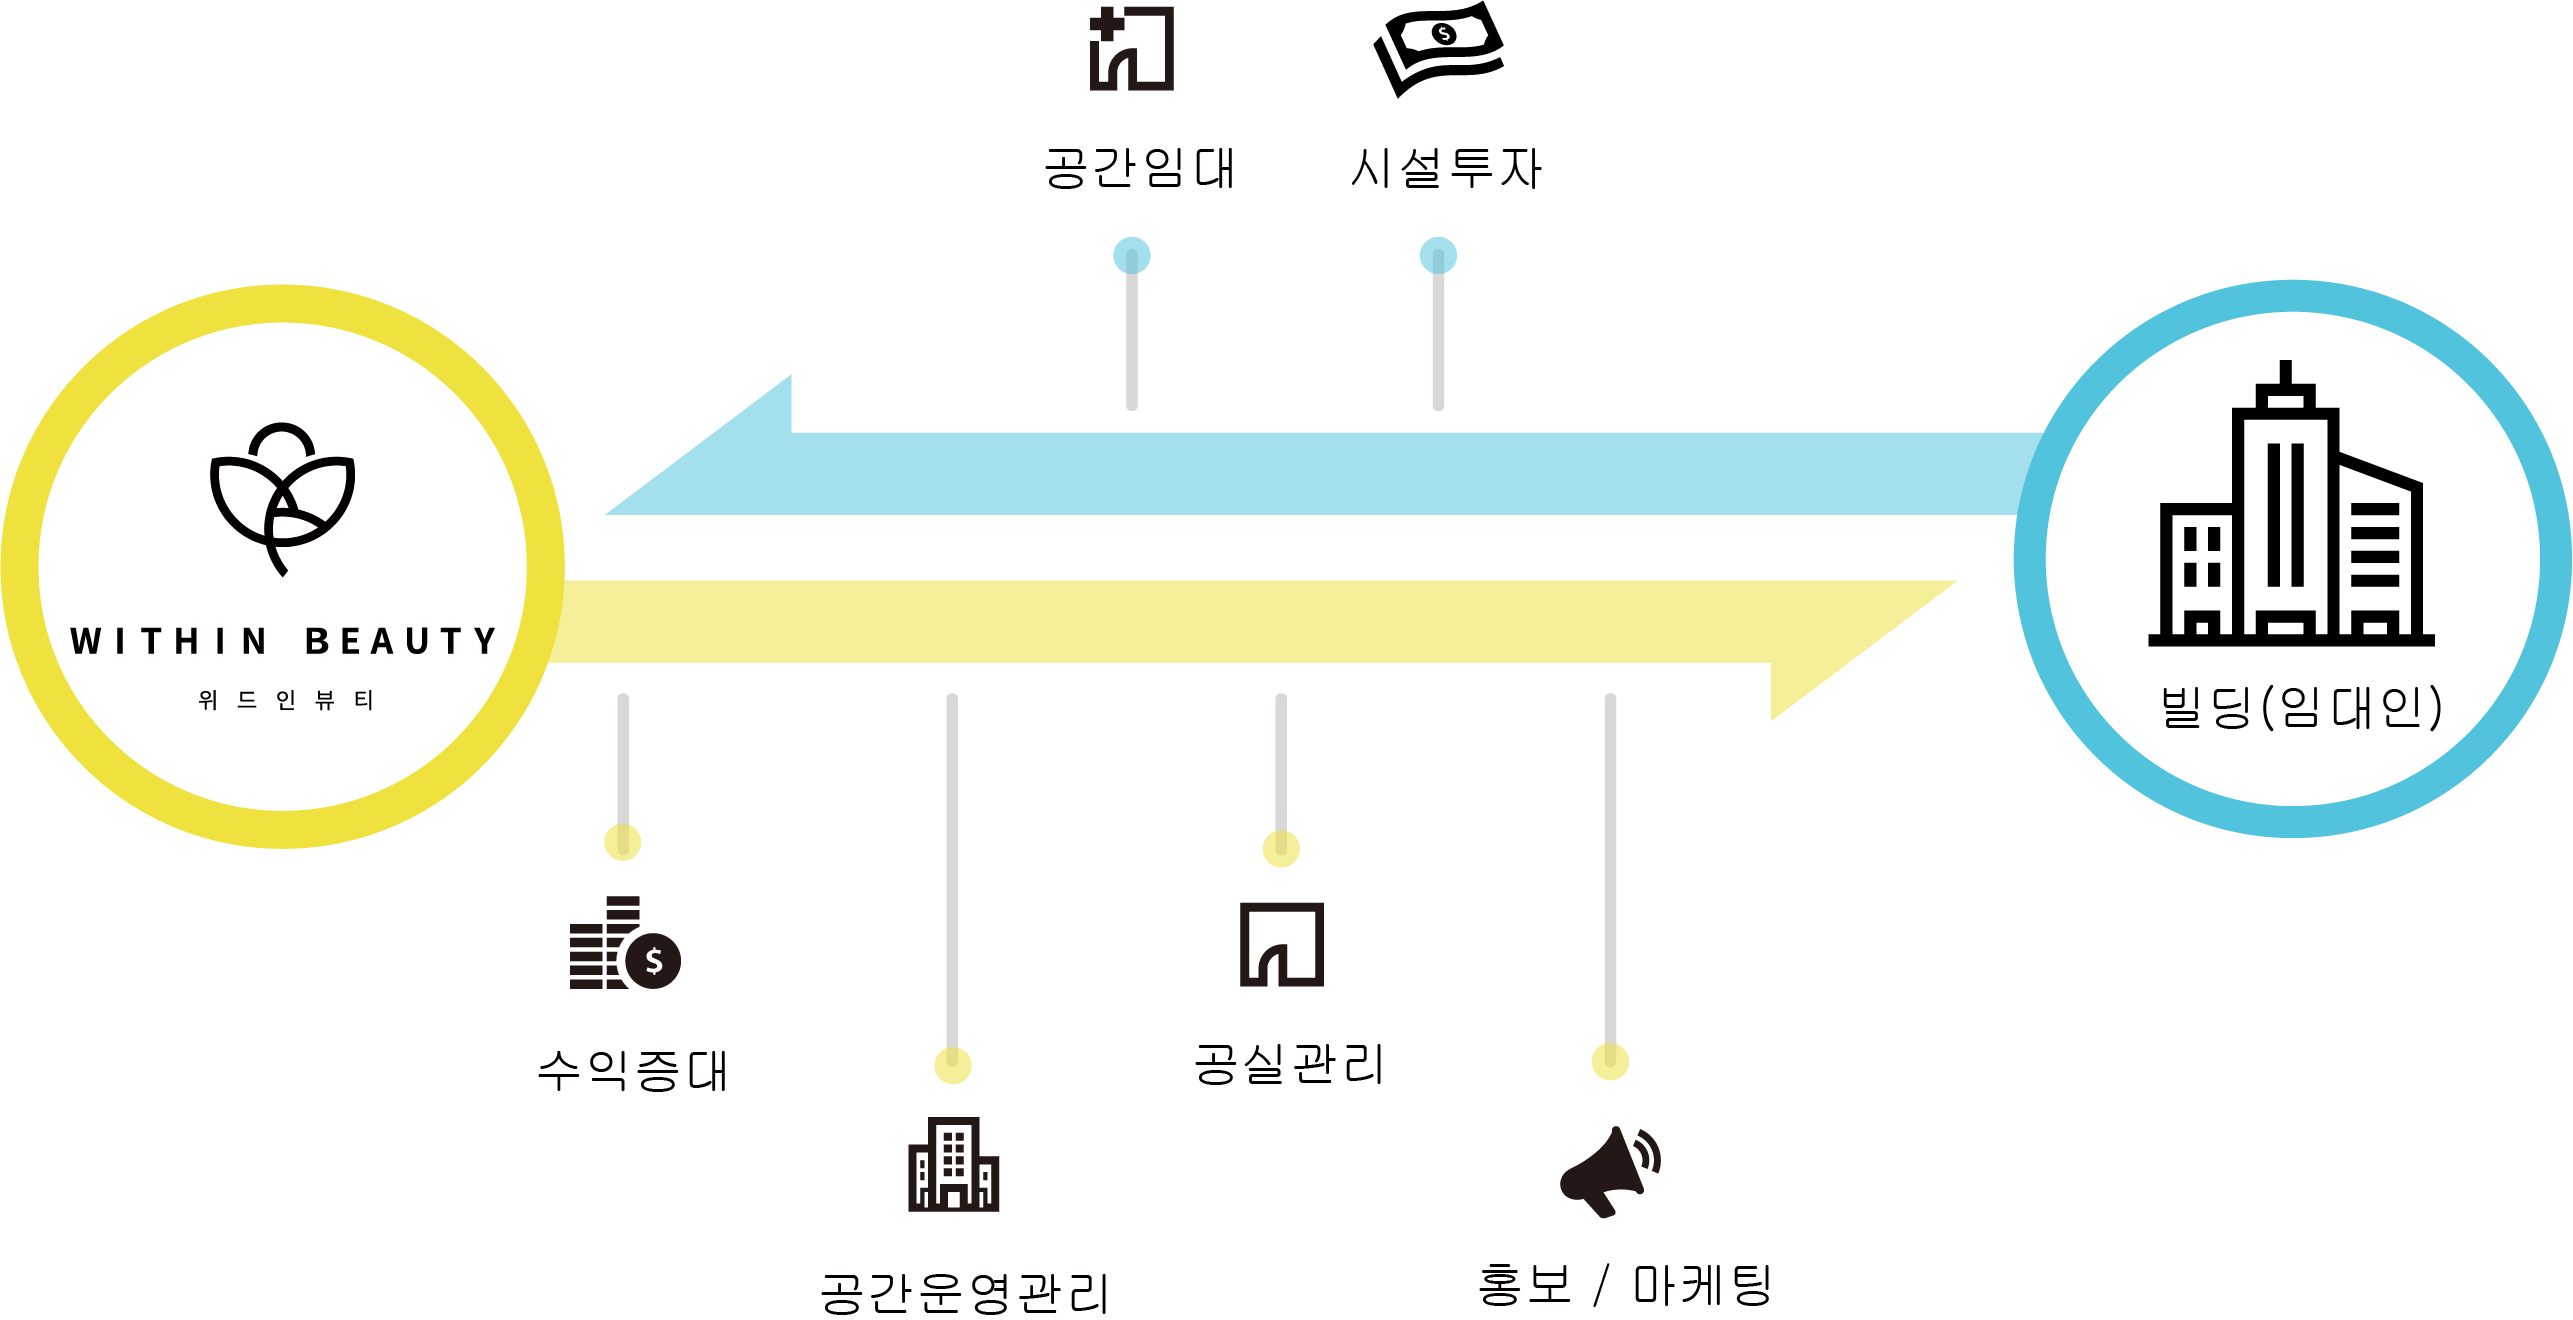 공간임대
시설투자
WITHIN BEAUTY
위드인뷰티
빌딩(임대인)
수익증대
공실관리
공간운영관리
홍보 / 마케팅